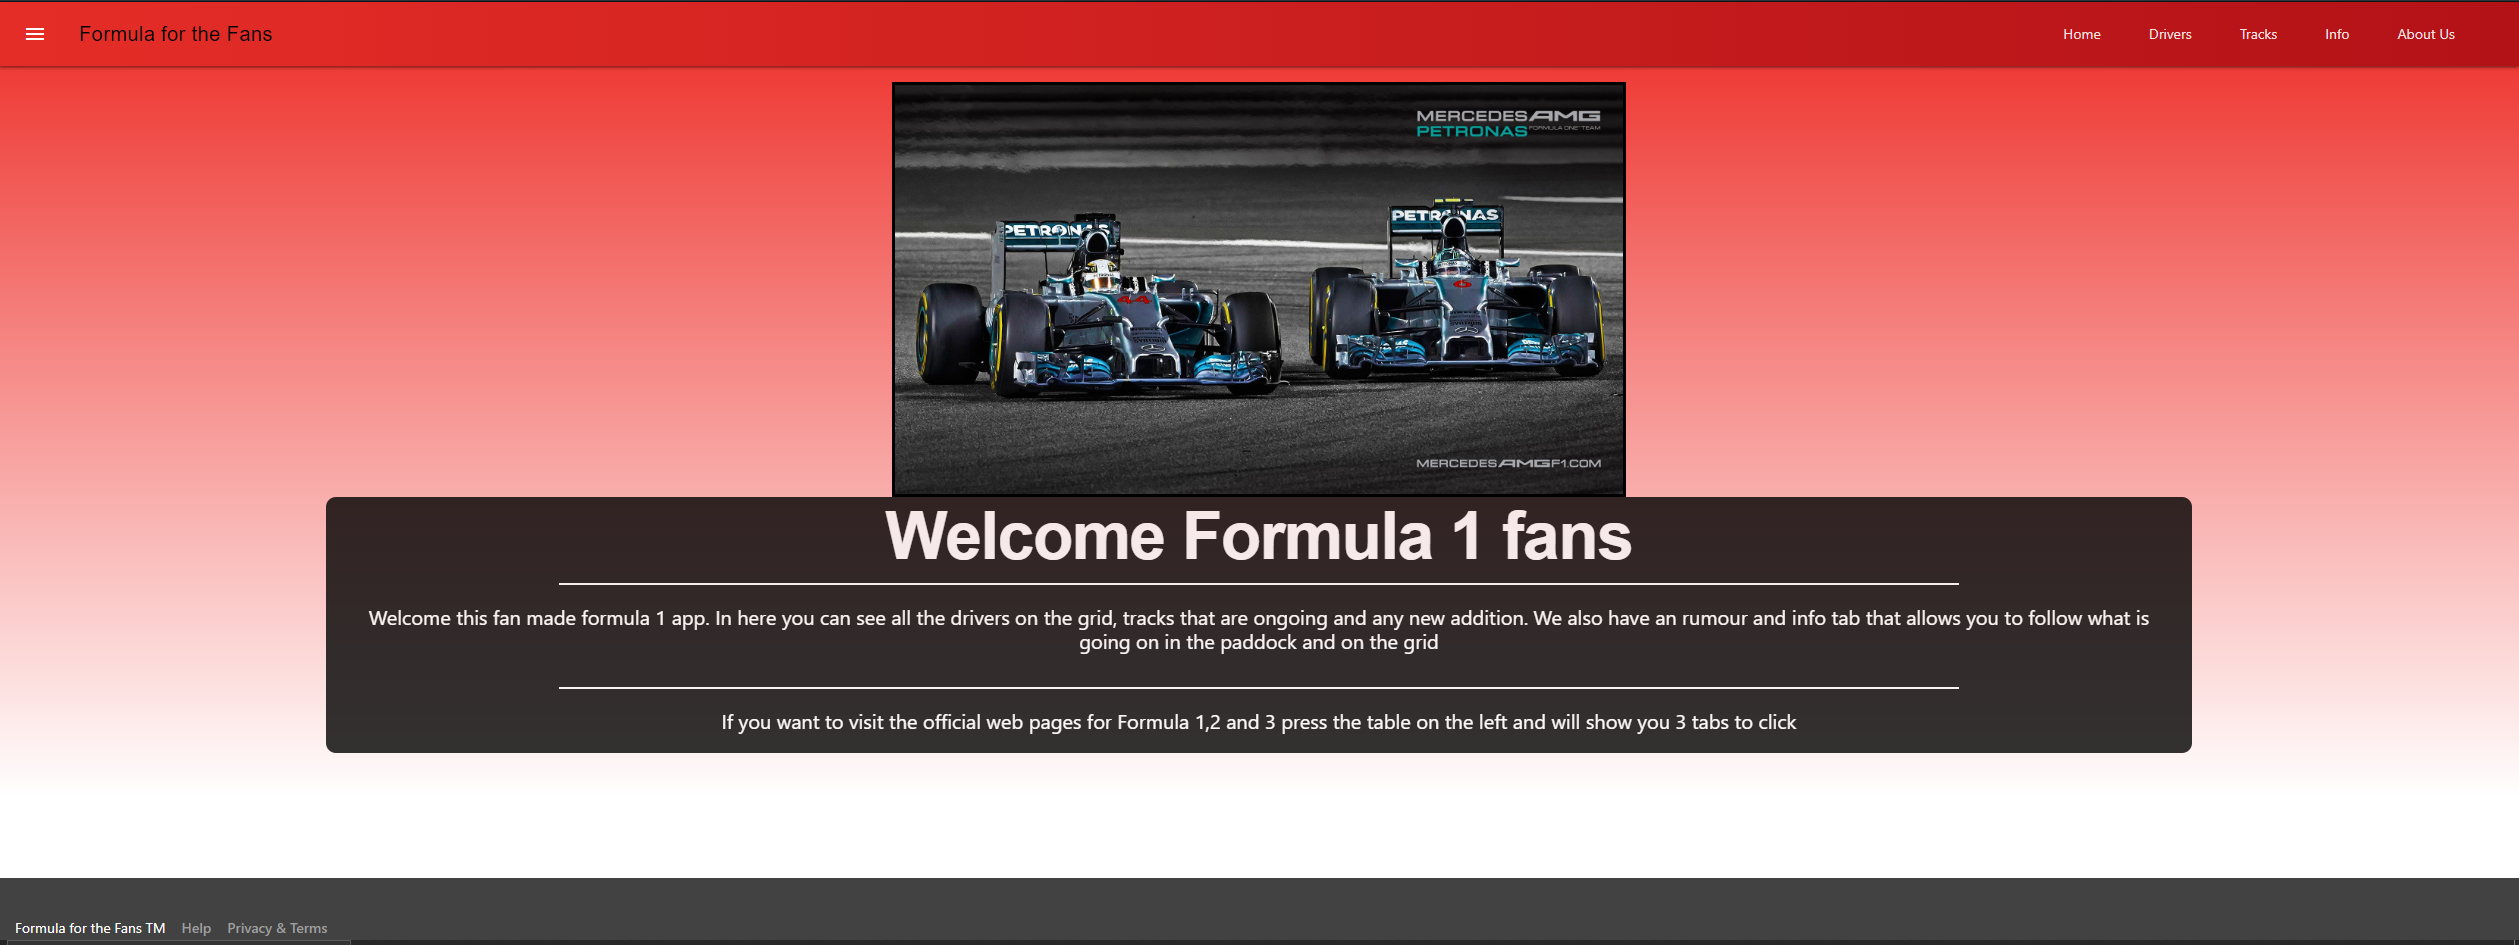 Formula for the Fans
Home Drivers Tracks Info About Us
MERCEDES AMG
PETRONAS FORMULA ONE TEAM
PETRONAS
PETRONAS
44
6
MERCEDES AMG F1.COM
Welcome Formula 1 fans
Welcome this fan made formula 1 app. In here you can see all the drivers on the grid, tracks that are ongoing and any new addition. We also have an rumour and info tab that allows you to follow what is
going on in the paddock and on the grid
If you want to visit the official web pages for Formula 1,2 and 3 press the table on the left and will show you 3 tabs to click
Formula for the Fans TM Help Privacy & Terms